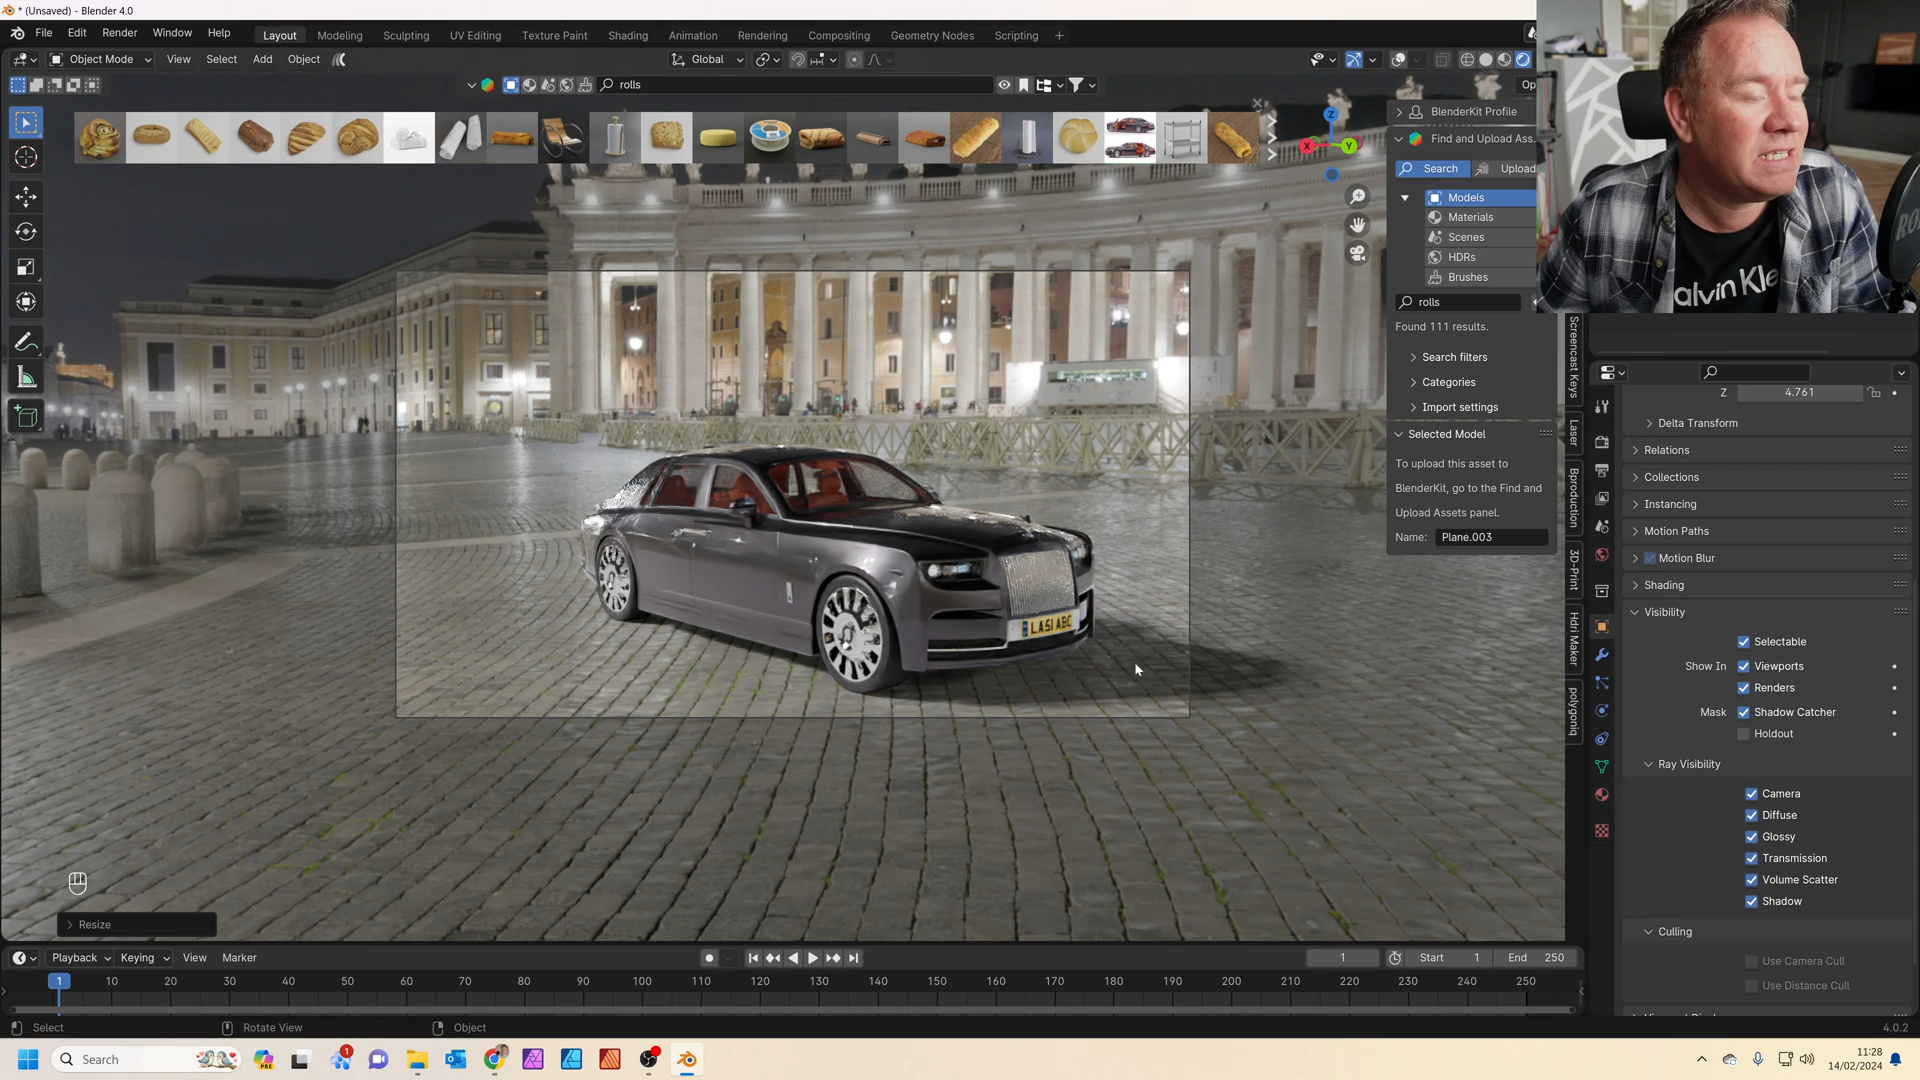 * (Unsaved) - Blender 4.0
File Edit Render Window Help
Layout Modeling Sculpting UV Editing Texture Paint Shading Animation Rendering Compositing Geometry Nodes Scripting +
Object Mode View Select Add Object Global
rolls
Op
BlenderKit Profile
Find and Upload Ass.
Search Upload
Models
Materials
Scenes
HDRs
Brushes
rolls
Found 111 results.
Search filters
Categories
Import settings
Selected Model
To upload this asset to
BlenderKit, go to the Find and
Upload Assets panel.
Name: Plane.003
Screencast Keys
Laser
Bproduction
3D-Print
Hdri Maker
polygoniq
Z
X
Y
alvin Kle
LA51 ABC
Z 4.761
Delta Transform
Relations
Collections
Instancing
Motion Paths
Motion Blur
Shading
Visibility
Selectable
Show In Viewports
Renders
Mask Shadow Catcher
Holdout
Ray Visibility
Camera
Diffuse
Glossy
Transmission
Volume Scatter
Shadow
Culling
Use Camera Cull
Use Distance Cull
Resize
Playback Keying View Marker
1 Start 1 End 250
1 10 20 30 40 50 60 70 80 90 100 110 120 130 140 150 160 170 180 190 200 210 220 230 240 250
Select Rotate View Object
4.0.2
Search
PRE
1
11:28
14/02/2024